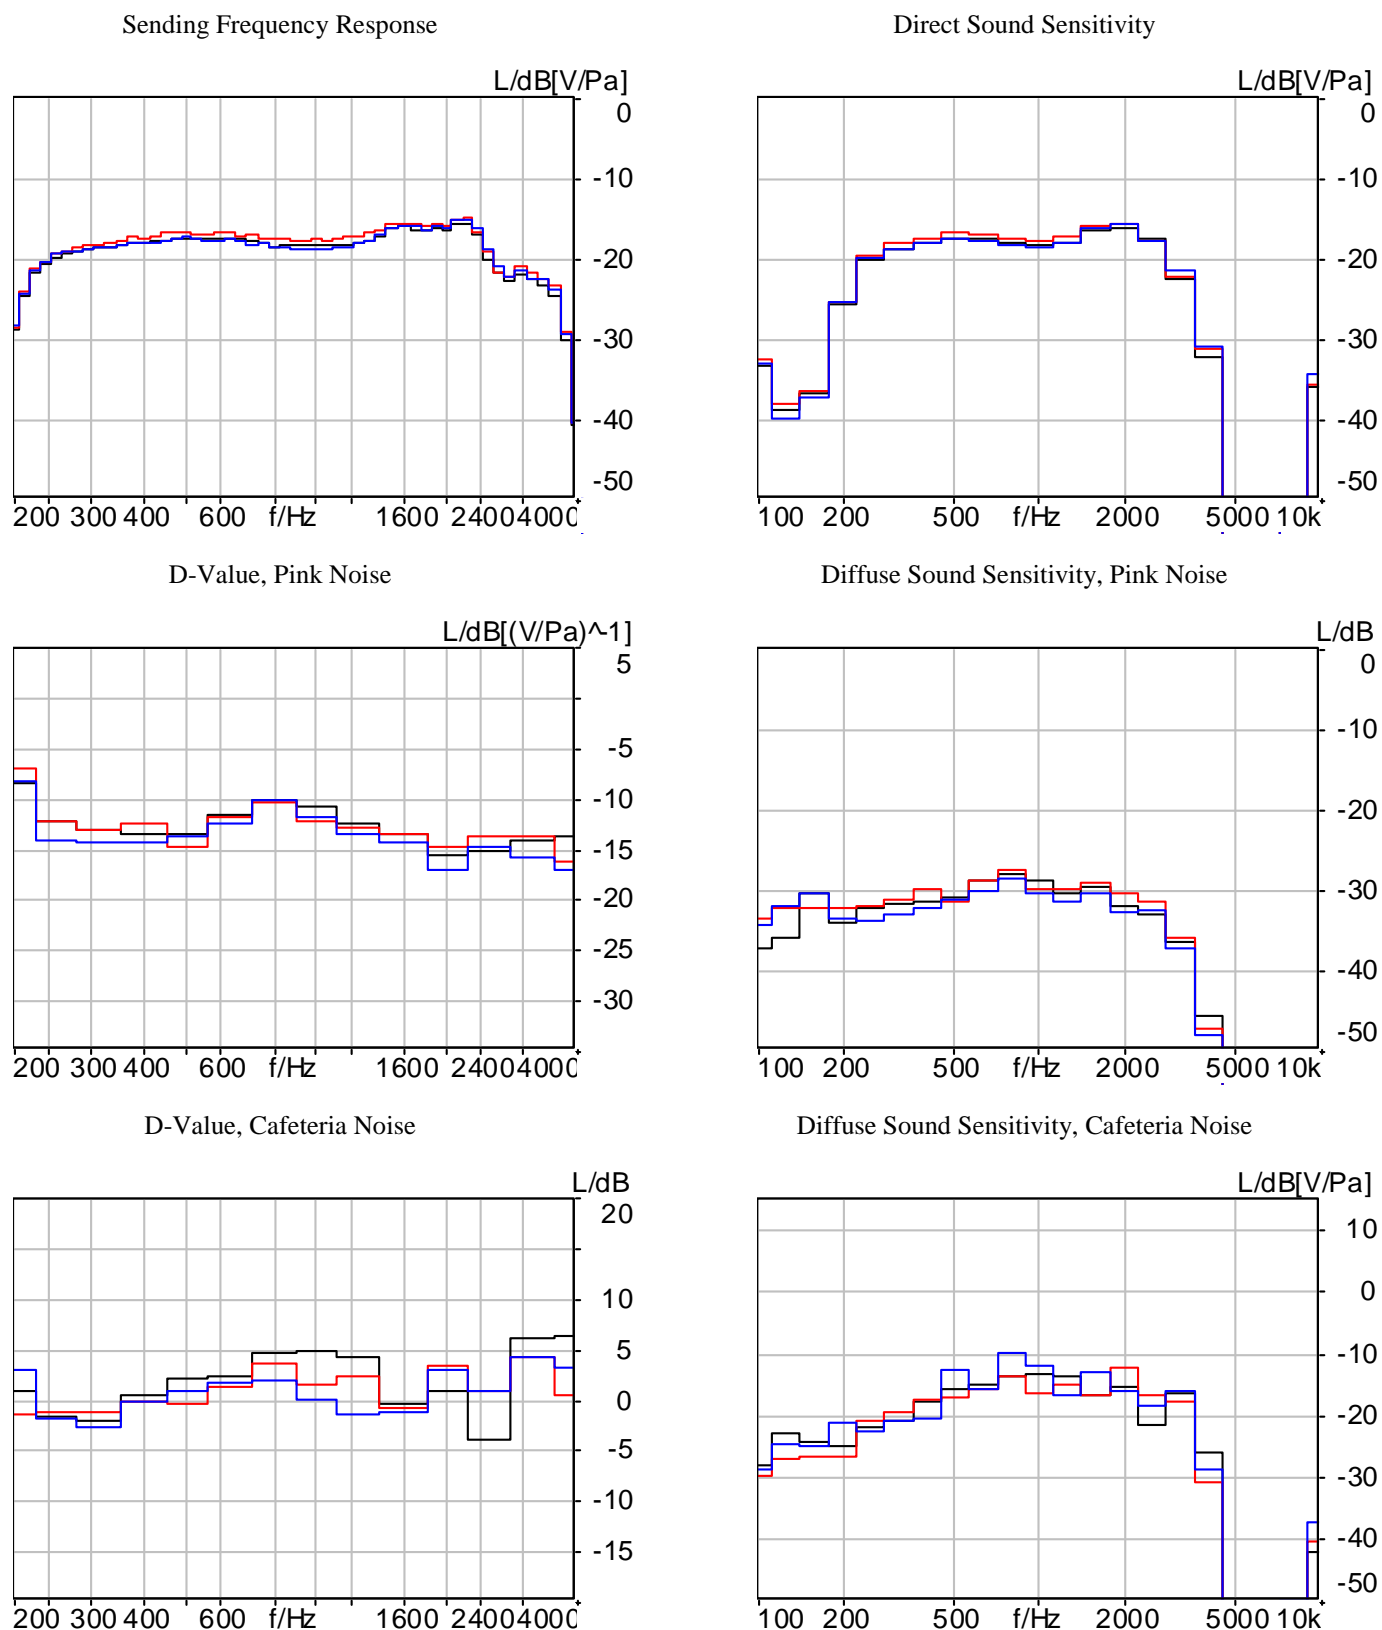 Sending Frequency Response
L/dB[V/Pa]
0
-10
-20
-30
-40
-50
200 300 400 600 f/Hz 1600 2400 4000
Direct Sound Sensitivity
L/dB[V/Pa]
0
-10
-20
-30
-40
-50
100 200 500 f/Hz 2000 5000 10k
D-Value, Pink Noise
L/dB[(V/Pa)^-1]
5
-5
-10
-15
-20
-25
-30
200 300 400 600 f/Hz 1600 2400 4000
Diffuse Sound Sensitivity, Pink Noise
L/dB
0
-10
-20
-30
-40
-50
100 200 500 f/Hz 2000 5000 10k
D-Value, Cafeteria Noise
L/dB
20
10
5
0
-5
-10
-15
200 300 400 600 f/Hz 1600 2400 4000
Diffuse Sound Sensitivity, Cafeteria Noise
L/dB[V/Pa]
10
0
-10
-20
-30
-40
-50
100 200 500 f/Hz 2000 5000 10k